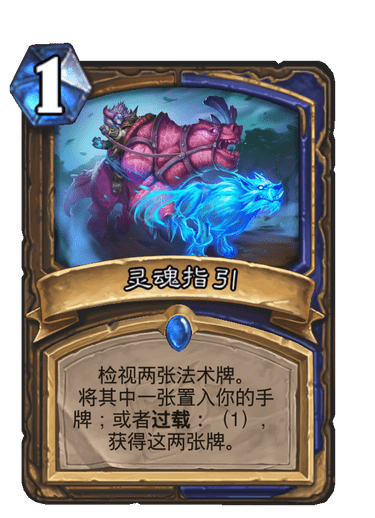 1
灵魂指引
检视两张法术牌。
将其中一张置入你的手
牌；或者过载：（1），
获得这两张牌。